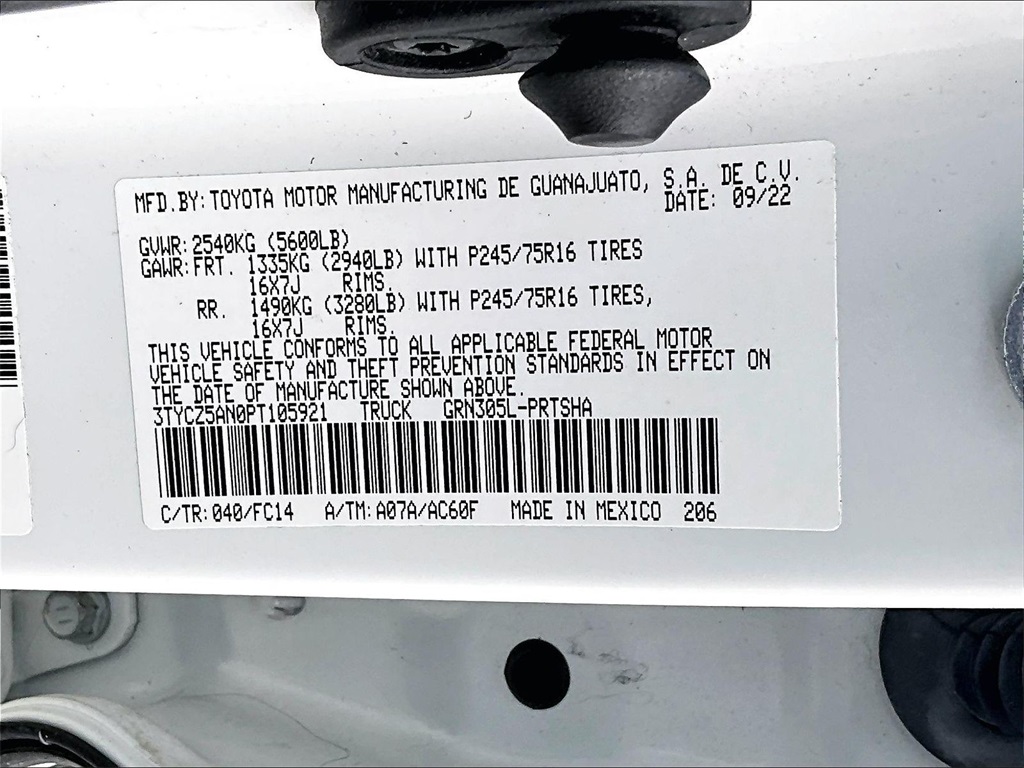 MFD.BY: TOYOTA MOTOR MANUFACTURING DE GUANAJUATO, S.A. DE C.V.
DATE: 09/22
GVWR: 2540KG (5600LB)
GAWR: FRT. 1335KG (2940LB) WITH P245/75R16 TIRES
16X7J RIMS.
RR. 1490KG (3280LB) WITH P245/75R16 TIRES,
16X7J RIMS.
THIS VEHICLE CONFORMS TO ALL APPLICABLE FEDERAL MOTOR
VEHICLE SAFETY AND THEFT PREVENTION STANDARDS IN EFFECT ON
THE DATE OF MANUFACTURE SHOWN ABOVE.
3TYCZ5AN0PT105921 TRUCK GRN305L-PRTSHA
C/TR: 040/FC14 A/TM: A07A/AC60F MADE IN MEXICO 206